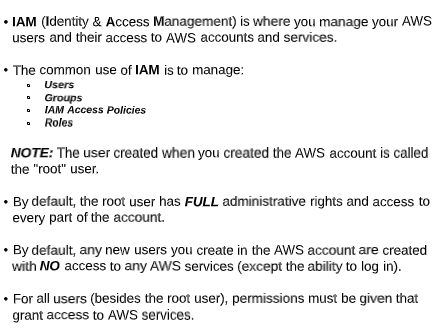 • IAM (Identity & Access Management) is where you manage your AWS
users and their access to AWS accounts and services.
• The common use of IAM is to manage:
▫ Users
▫ Groups
▫ IAM Access Policies
▫ Roles
NOTE: The user created when you created the AWS account is called
the "root" user.
• By default, the root user has FULL administrative rights and access to
every part of the account.
• By default, any new users you create in the AWS account are created
with NO access to any AWS services (except the ability to log in).
• For all users (besides the root user), permissions must be given that
grant access to AWS services.